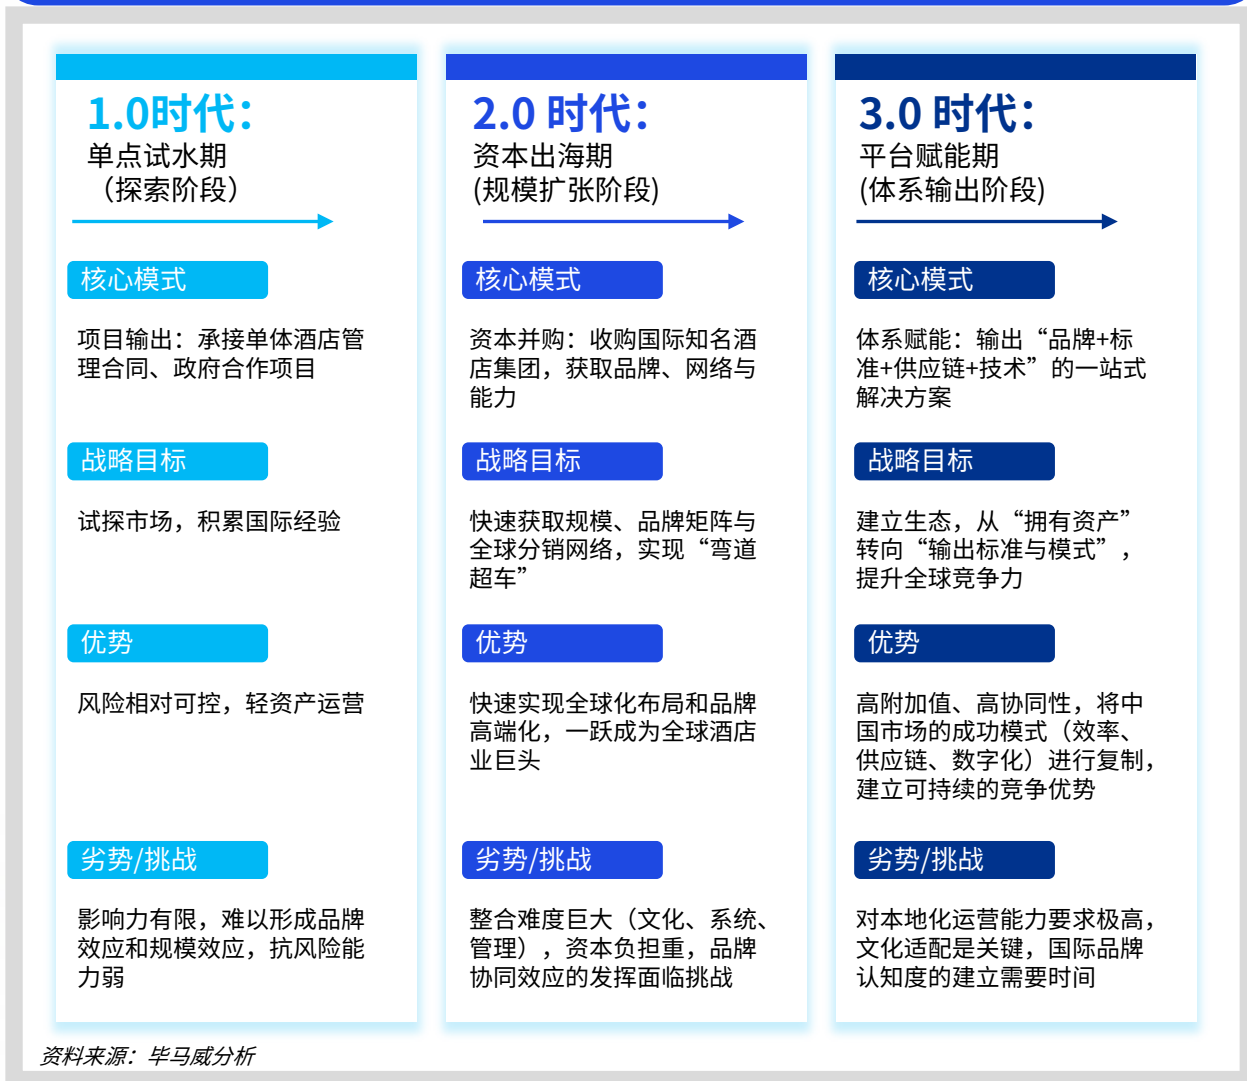 1.0时代：
单点试水期
（探索阶段）
核心模式
项目输出：承接单体酒店管
理合同、政府合作项目
战略目标
试探市场，积累国际经验
优势
风险相对可控，轻资产运营
劣势/挑战
影响力有限，难以形成品牌
效应和规模效应，抗风险能
力弱
2.0 时代：
资本出海期
(规模扩张阶段)
核心模式
资本并购：收购国际知名酒
店集团，获取品牌、网络与
能力
战略目标
快速获取规模、品牌矩阵与
全球分销网络，实现“弯道
超车”
优势
快速实现全球化布局和品牌
高端化，一跃成为全球酒店
业巨头
劣势/挑战
整合难度巨大（文化、系统、
管理），资本负担重，品牌
协同效应的发挥面临挑战
3.0 时代：
平台赋能期
(体系输出阶段)
核心模式
体系赋能：输出“品牌+标
准+供应链+技术”的一站式
解决方案
战略目标
建立生态，从“拥有资产”
转向“输出标准与模式”，
提升全球竞争力
优势
高附加值、高协同性，将中
国市场的成功模式（效率、
供应链、数字化）进行复制，
建立可持续的竞争优势
劣势/挑战
对本地化运营能力要求极高，
文化适配是关键，国际品牌
认知度的建立需要时间
资料来源：毕马威分析